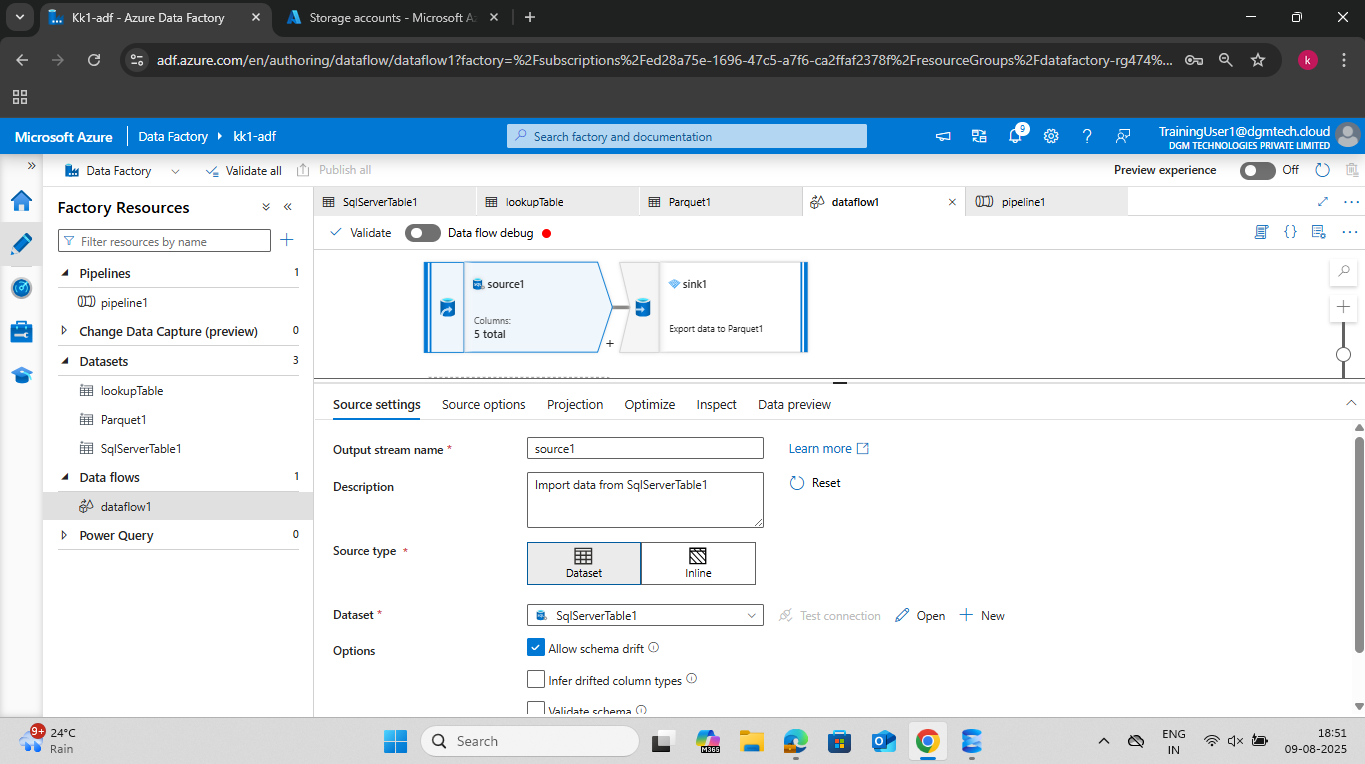 Kk1-adf - Azure Data Factory
Storage accounts - Microsoft A
adf.azure.com/en/authoring/dataflow/dataflow1?factory=%2Fsubscriptions%2Fed28a75e-1696-47c5-a7f6-ca2ffaf2378f%2FresourceGroups%2Fdatafactory-rg474%...
k
Microsoft Azure
Data Factory
kk1-adf
Search factory and documentation
9
TrainingUser1@dgmtech.cloud
DGM TECHNOLOGIES PRIVATE LIMITED
Data Factory
Validate all
Publish all
Preview experience
Off
Factory Resources
SqlServerTable1
lookupTable
Parquet1
dataflow1
pipeline1
Filter resources by name
Validate
Data flow debug
Pipelines 1
pipeline1
Change Data Capture (preview) 0
Datasets 3
lookupTable
Parquet1
SqlServerTable1
Data flows 1
dataflow1
Power Query 0
source1
Columns:
5 total
+
sink1
Export data to Parquet1
Source settings
Source options
Projection
Optimize
Inspect
Data preview
Output stream name *
source1
Learn more
Description
Import data from SqlServerTable1
Reset
Source type *
Dataset
Inline
Dataset *
SqlServerTable1
Test connection
Open
New
Options
Allow schema drift
Infer drifted column types
Validate schema
9+
24°C
Rain
Search
M365
ENG
IN
18:51
09-08-2025